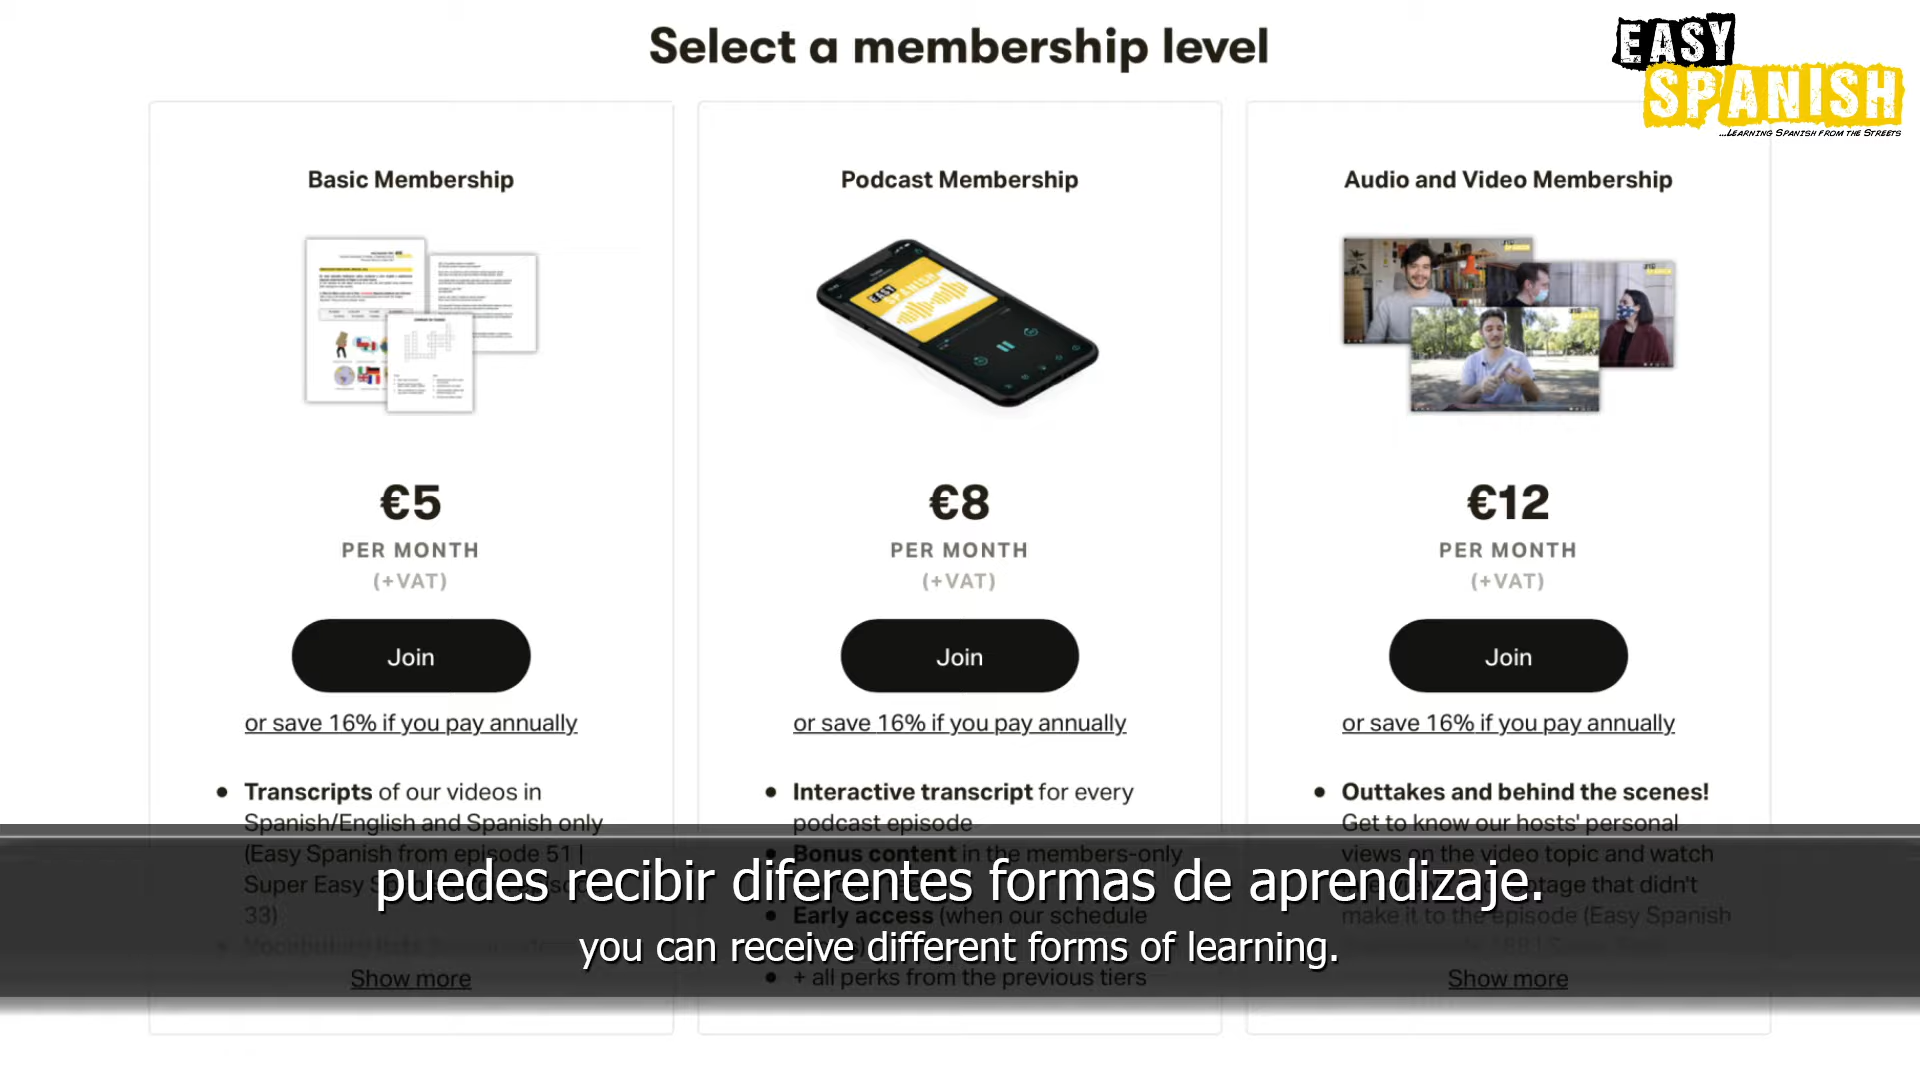 Select a membership level
EASY
SPANISH
...Learning Spanish from the Streets
Basic Membership
€5
PER MONTH
(+VAT)
Join
or save 16% if you pay annually
• Transcripts of our videos in
Spanish/English and Spanish only
(Easy Spanish from episode 51 |
Super Easy
33)
Show more
Podcast Membership
EASY
SPANISH
€8
PER MONTH
(+VAT)
Join
or save 16% if you pay annually
• Interactive transcript for every
podcast episode
• Bonus content in the members-only
• Early access (when our schedule
• + all perks from the previous tiers
Audio and Video Membership
€12
PER MONTH
(+VAT)
Join
or save 16% if you pay annually
• Outtakes and behind the scenes!
Get to know our hosts' personal
views on the video topic and watch
that didn't
make it to the episode (Easy Spanish
Show more
puedes recibir diferentes formas de aprendizaje.
you can receive different forms of learning.